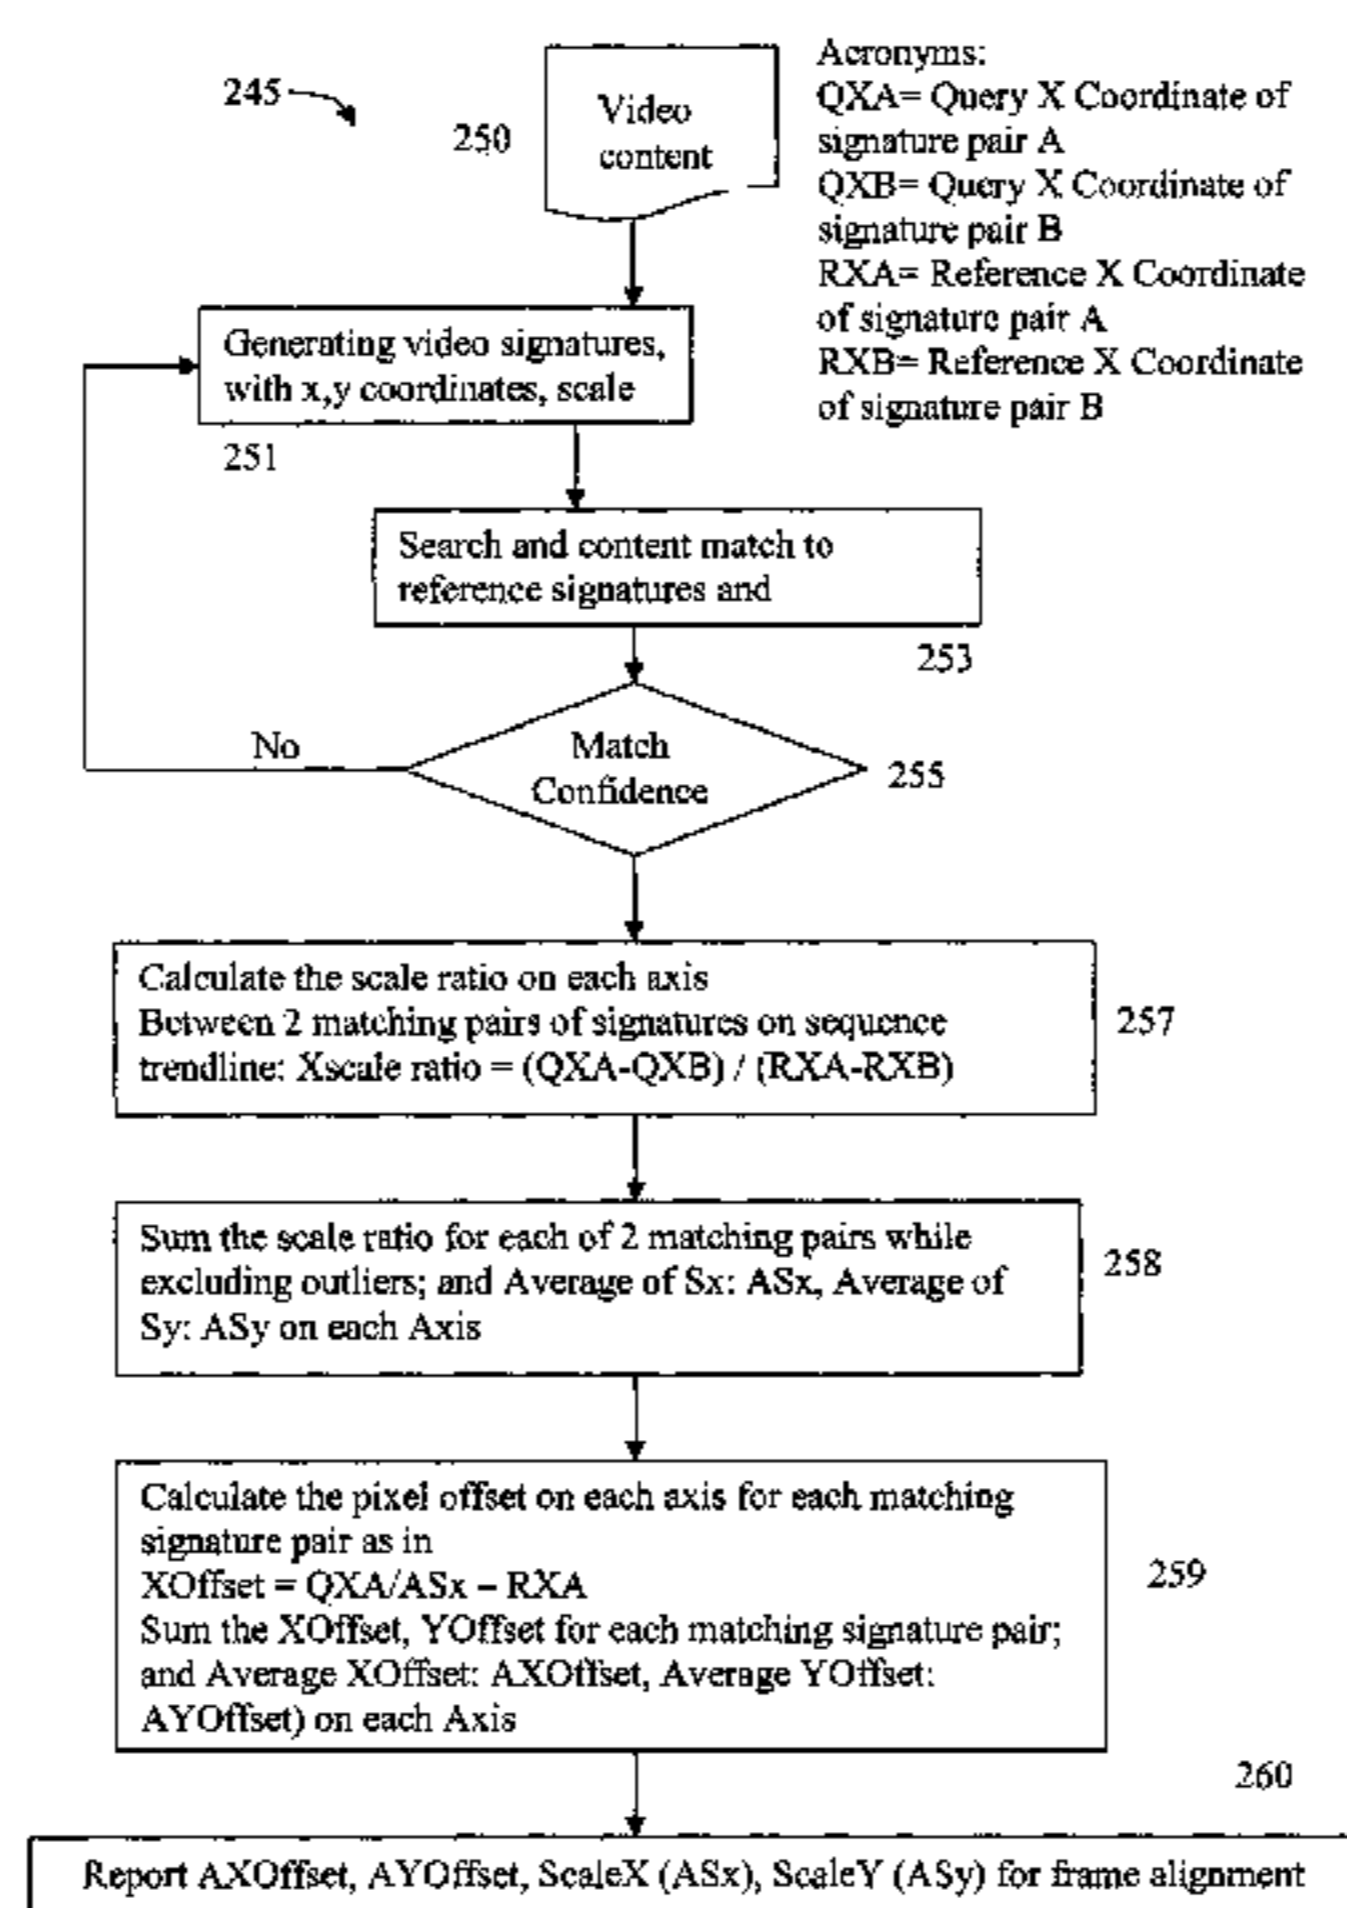 245
250
Video
content
Acronyms:
QXA= Query X Coordinate of
signature pair A
QXB= Query X Coordinate of
signature pair B
RXA= Reference X Coordinate
of signature pair A
RXB= Reference X Coordinate
of signature pair B
Generating video signatures,
with x,y coordinates, scale
251
Search and content match to
reference signatures and
253
No
Match
Confidence
255
Calculate the scale ratio on each axis
Between 2 matching pairs of signatures on sequence
trendline: Xscale ratio = (QXA-QXB) / (RXA-RXB)
257
Sum the scale ratio for each of 2 matching pairs while
excluding outliers; and Average of Sx: ASx, Average of
Sy: ASy on each Axis
258
Calculate the pixel offset on each axis for each matching
signature pair as in
XOffset = QXA/ASx – RXA
Sum the XOffset, YOffset for each matching signature pair;
and Average XOffset: AXOffset, Average YOffset:
AYOffset) on each Axis
259
260
Report AXOffset, AYOffset, ScaleX (ASx), ScaleY (ASy) for frame alignment